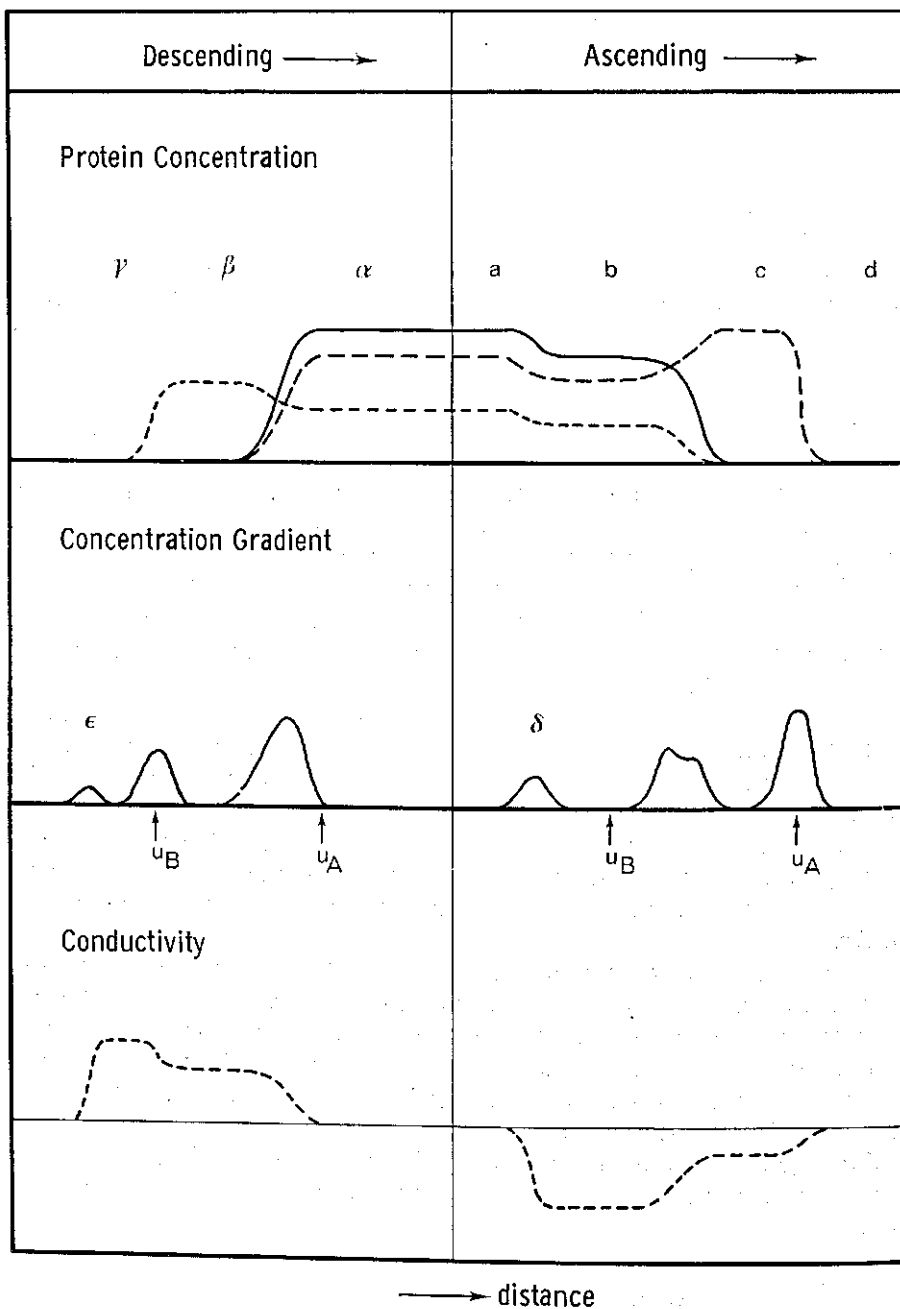 Descending → Ascending →
Protein Concentration
γ β α a b c d
Concentration Gradient
ϵ δ
uB uA uB uA
Conductivity
→ distance